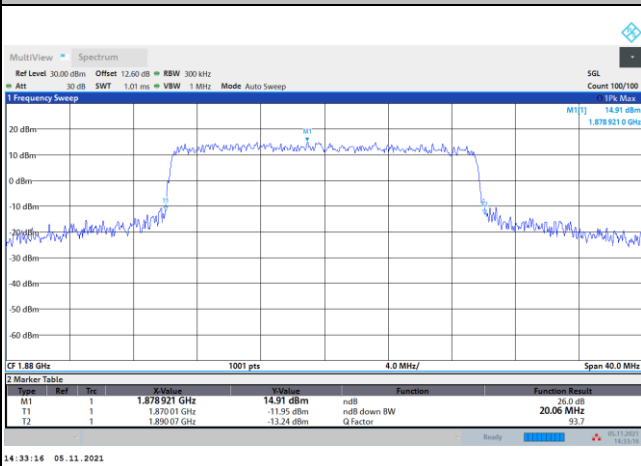 MultiView Spectrum
Ref Level 30.00 dBm Offset 12.60 dB RBW 300 kHz SGL
Att 30 dB SWT 1.01 ms VBW 1 MHz Mode Auto Sweep Count 100/100
1 Frequency Sweep 1Pk Max
M1[1] 14.91 dBm
1.878 921 0 GHz
M1
20 dBm
10 dBm
0 dBm
T1
-10 dBm
-20 dBm
-30 dBm
-40 dBm
-50 dBm
-60 dBm
CF 1.88 GHz 1001 pts 4.0 MHz/ Span 40.0 MHz
2 Marker Table
Type Ref Trc X-Value Y-Value Function Function Result
M1 1 1.878 921 GHz 14.91 dBm ndB 26.0 dB
T1 1 1.870 01 GHz -11.95 dBm ndB down BW 20.06 MHz
T2 1 1.890 07 GHz -13.24 dBm Q Factor 93.7
Ready 05.11.2021
14:33:16
14:33:16 05.11.2021